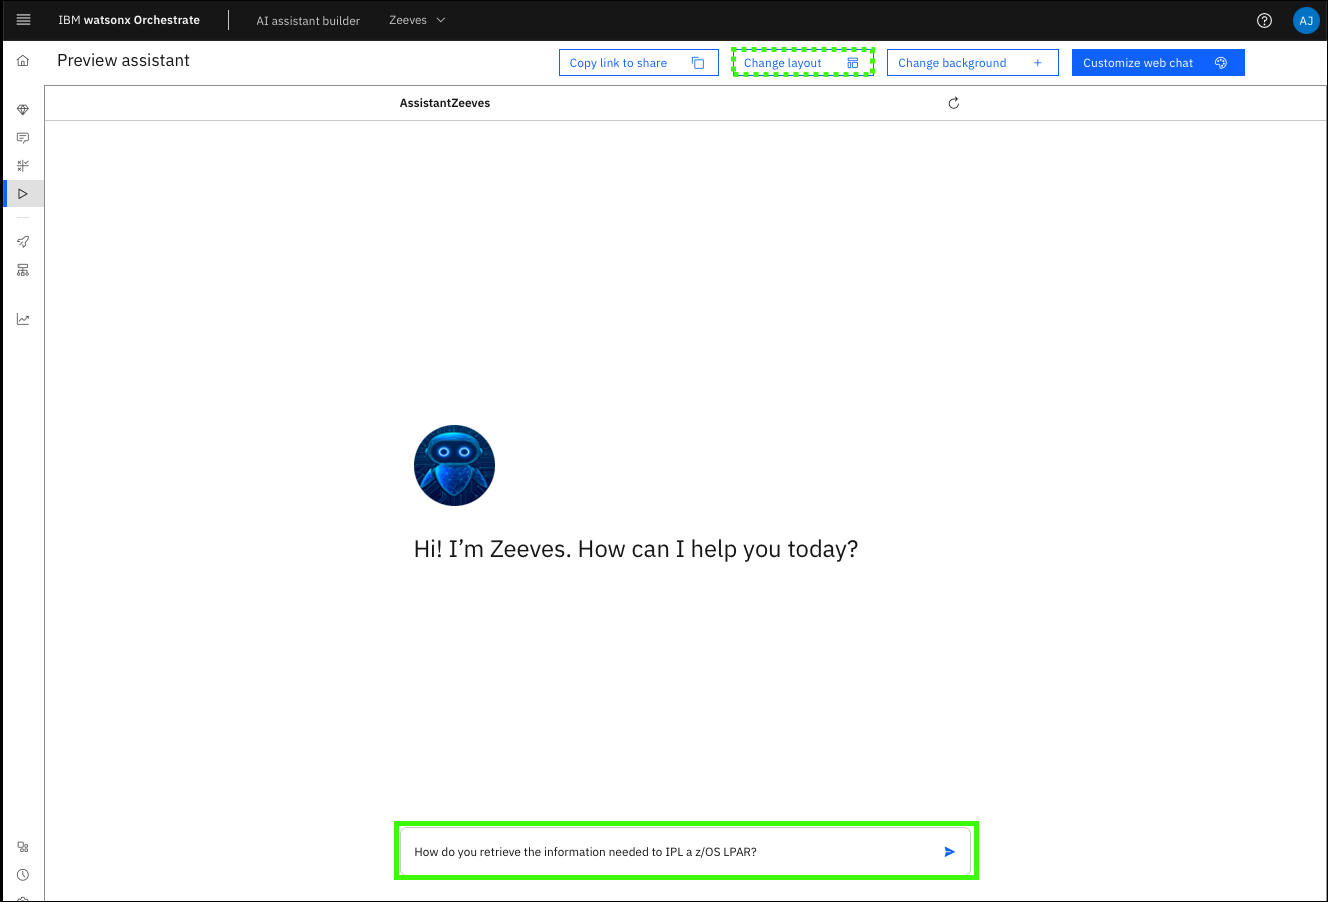 IBM watsonx Orchestrate
AI assistant builder
Zeeves
AJ
Preview assistant
Copy link to share
Change layout
Change background
Customize web chat
AssistantZeeves
Hi! I’m Zeeves. How can I help you today?
How do you retrieve the information needed to IPL a z/OS LPAR?